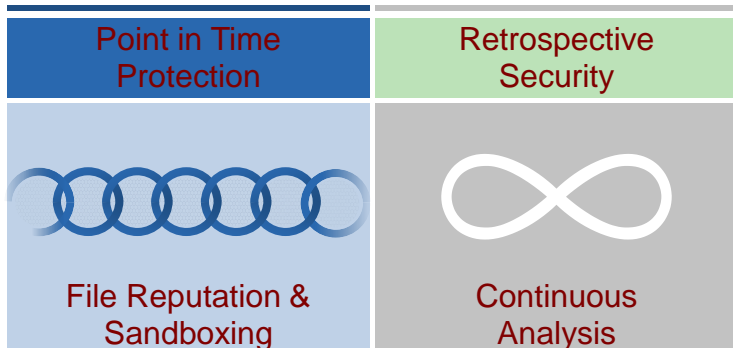 Point in Time
Protection
Retrospective
Security
File Reputation &
Sandboxing
Continuous
Analysis